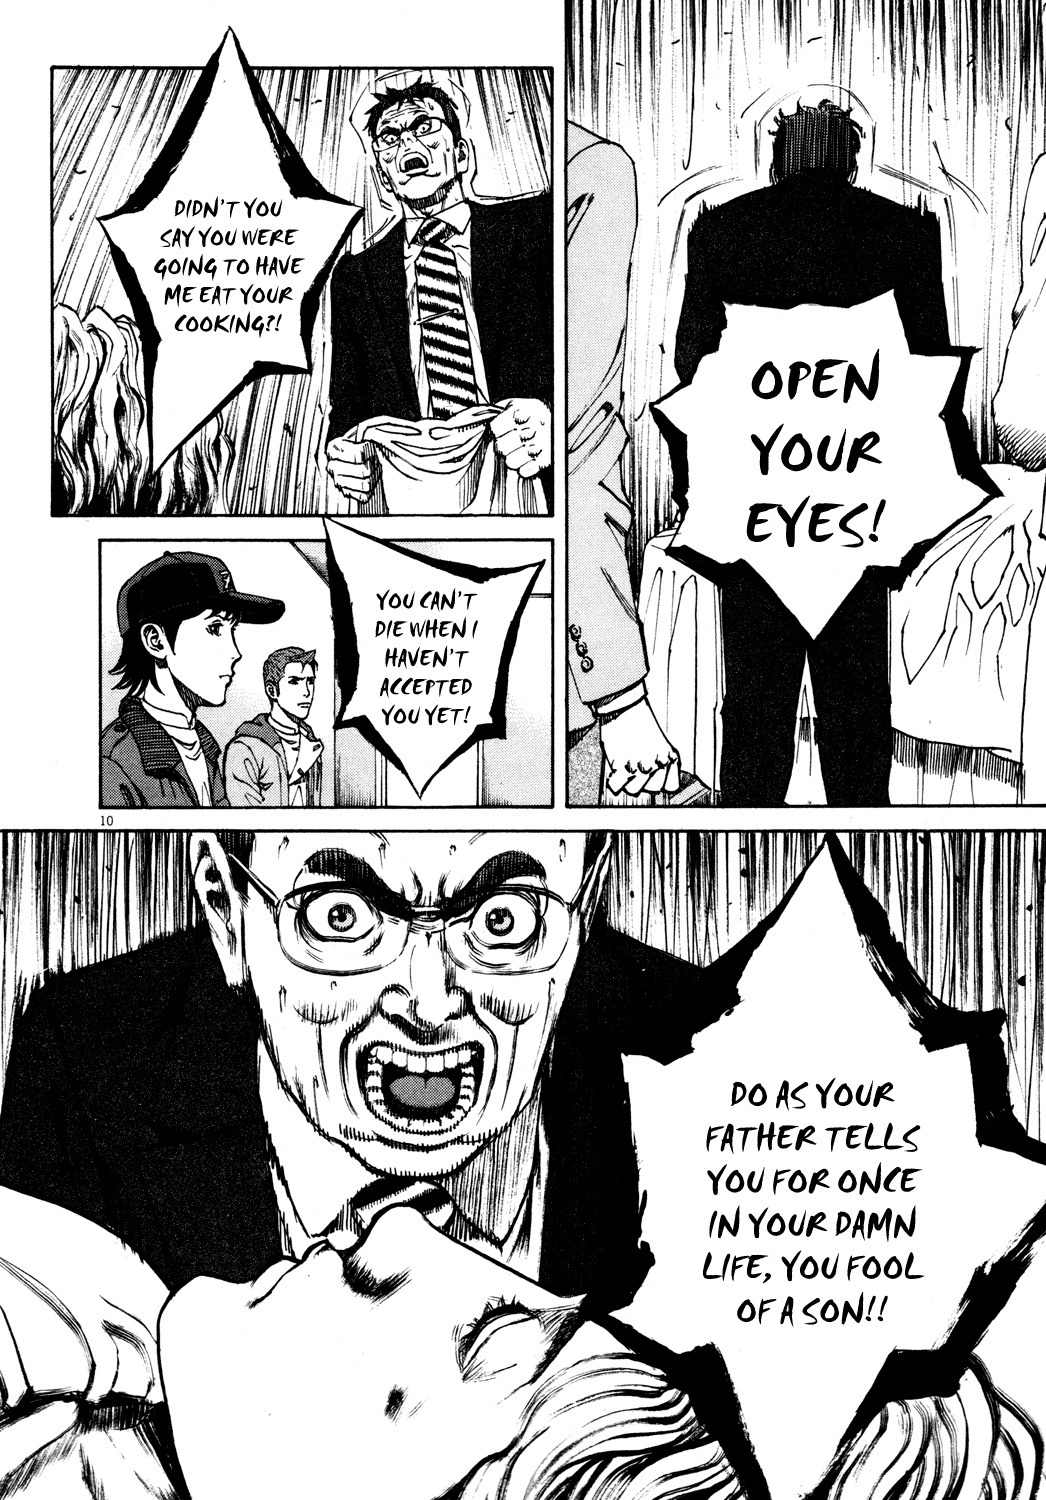 OPEN
YOUR
EYES!
DIDN'T YOU
SAY YOU WERE
GOING TO HAVE
ME EAT YOUR
COOKING?!
YOU CAN'T
DIE WHEN I
HAVEN'T
ACCEPTED
YOU YET!
10
DO AS YOUR
FATHER TELLS
YOU FOR ONCE
IN YOUR DAMN
LIFE, YOU FOOL
OF A SON!!